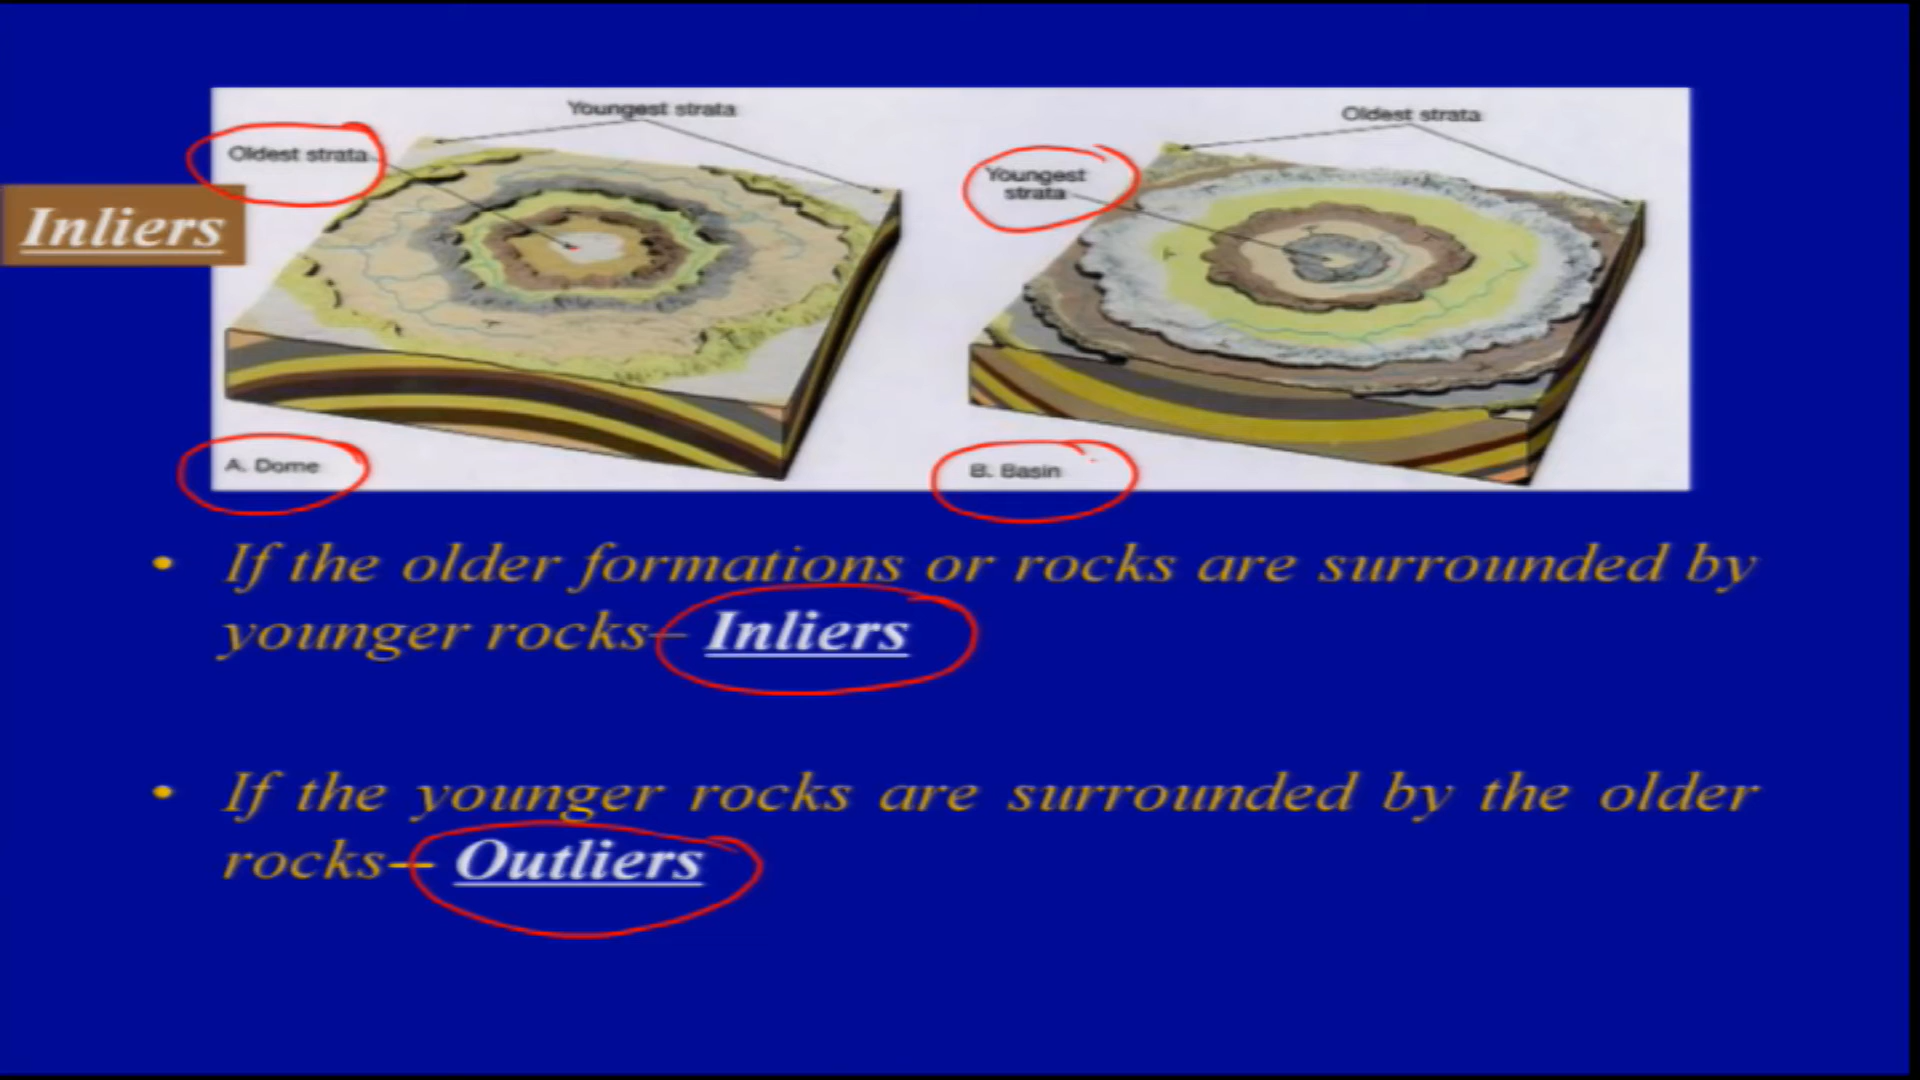 Youngest strata
Oldest strata
Oldest strata
Youngest
strata
Inliers
A. Dome
B. Basin
• If the older formations or rocks are surrounded by
younger rocks– Inliers
• If the younger rocks are surrounded by the older
rocks– Outliers